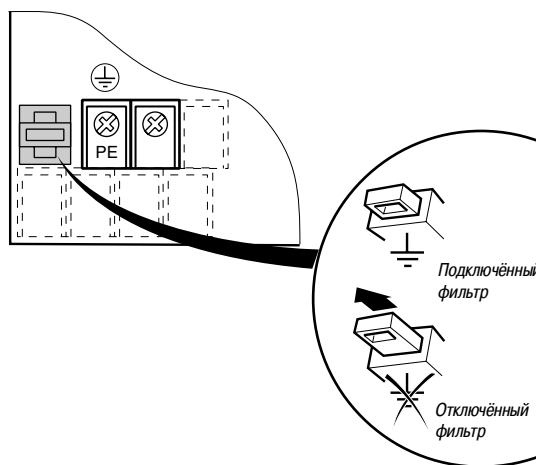 PE
Подключённый
фильтр
Отключённый
фильтр